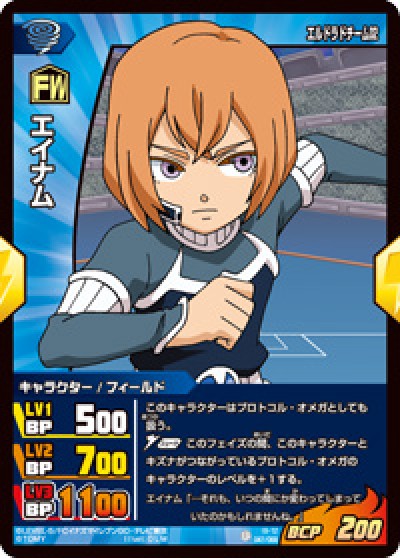 エルドラドチーム02
FW
エイナム
キャラクター / フィールド
LV1 BP 500
LV2 BP 700
LV3 BP 1100
このキャラクターはプロトコル・オメガとしても
扱う。
このフェイズの間、このキャラクターと
キズナがつながっているプロトコル・オメガの
キャラクターのレベルを+1する。
エイナム「…それも、いつの間にか変わってしまって
いたのかもしれませんね」
BCP 200
©TOMY